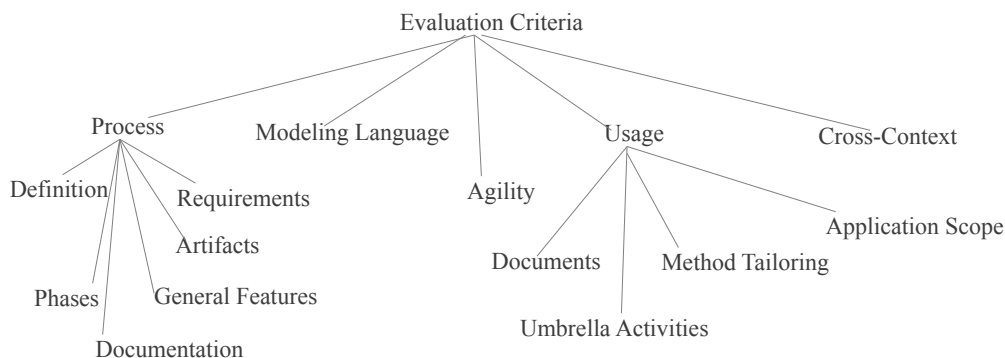 Evaluation Criteria
Process
Modeling Language
Usage
Cross-Context
Definition
Requirements
Agility
Artifacts
Application Scope
Documents
Method Tailoring
Phases
General Features
Umbrella Activities
Documentation